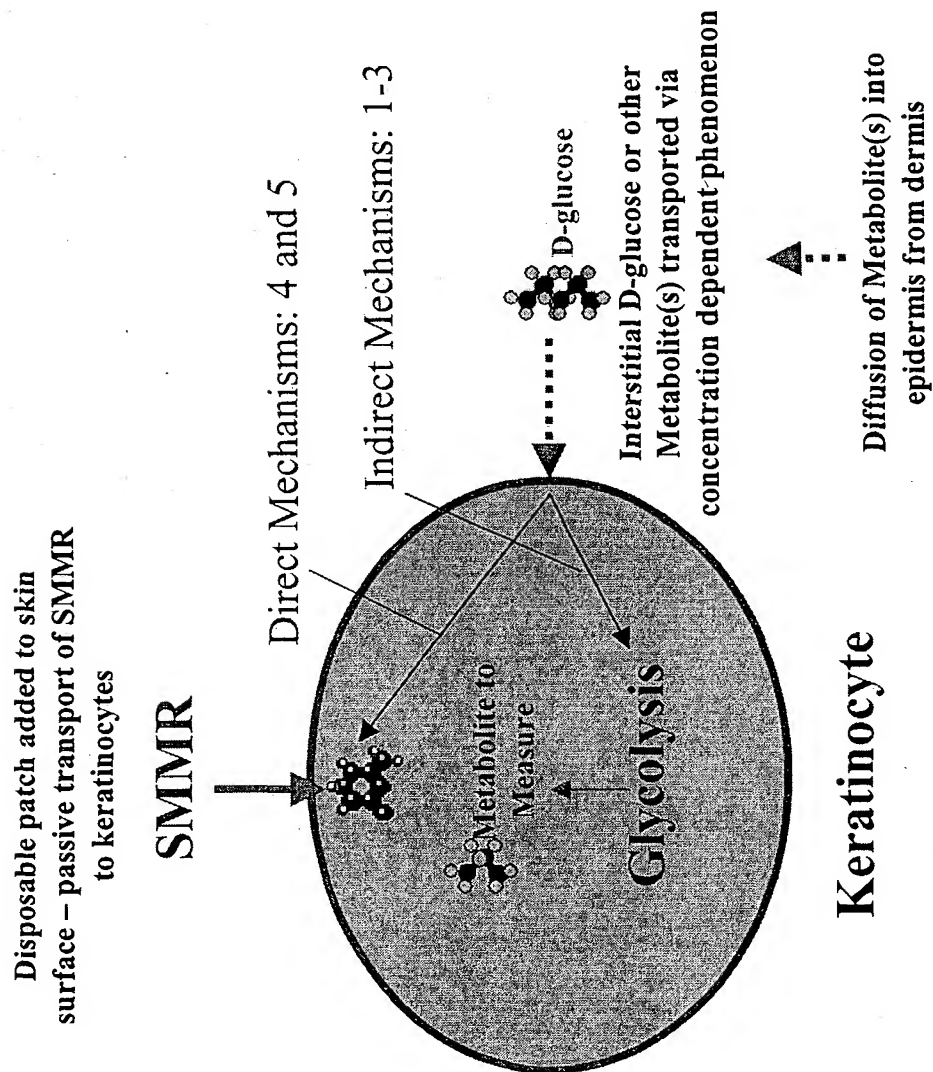 Disposable patch added to skin
surface – passive transport of SMMR
to keratinocytes
SMMR
Direct Mechanisms: 4 and 5
Indirect Mechanisms: 1-3
Metabolite to
Measure
Glycolysis
D-glucose
Interstitial D-glucose or other
Metabolite(s) transported via
concentration dependent phenomenon
Keratinocyte
Diffusion of Metabolite(s) into
epidermis from dermis